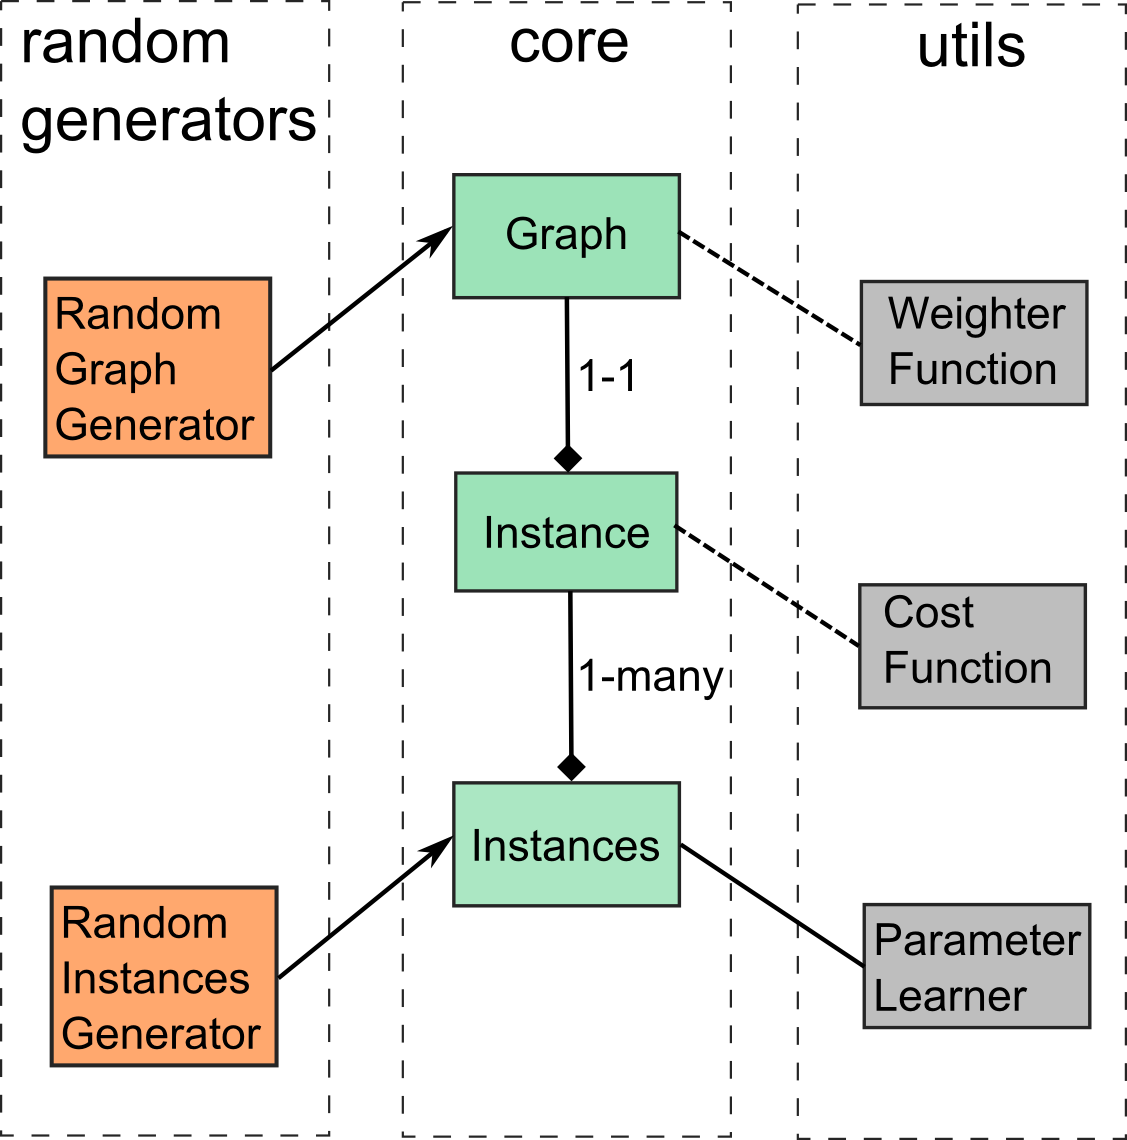 random
generators
core
utils
Graph
Random
Graph
Generator
Weighter
Function
1-1
Instance
Cost
Function
1-many
Instances
Random
Instances
Generator
Parameter
Learner